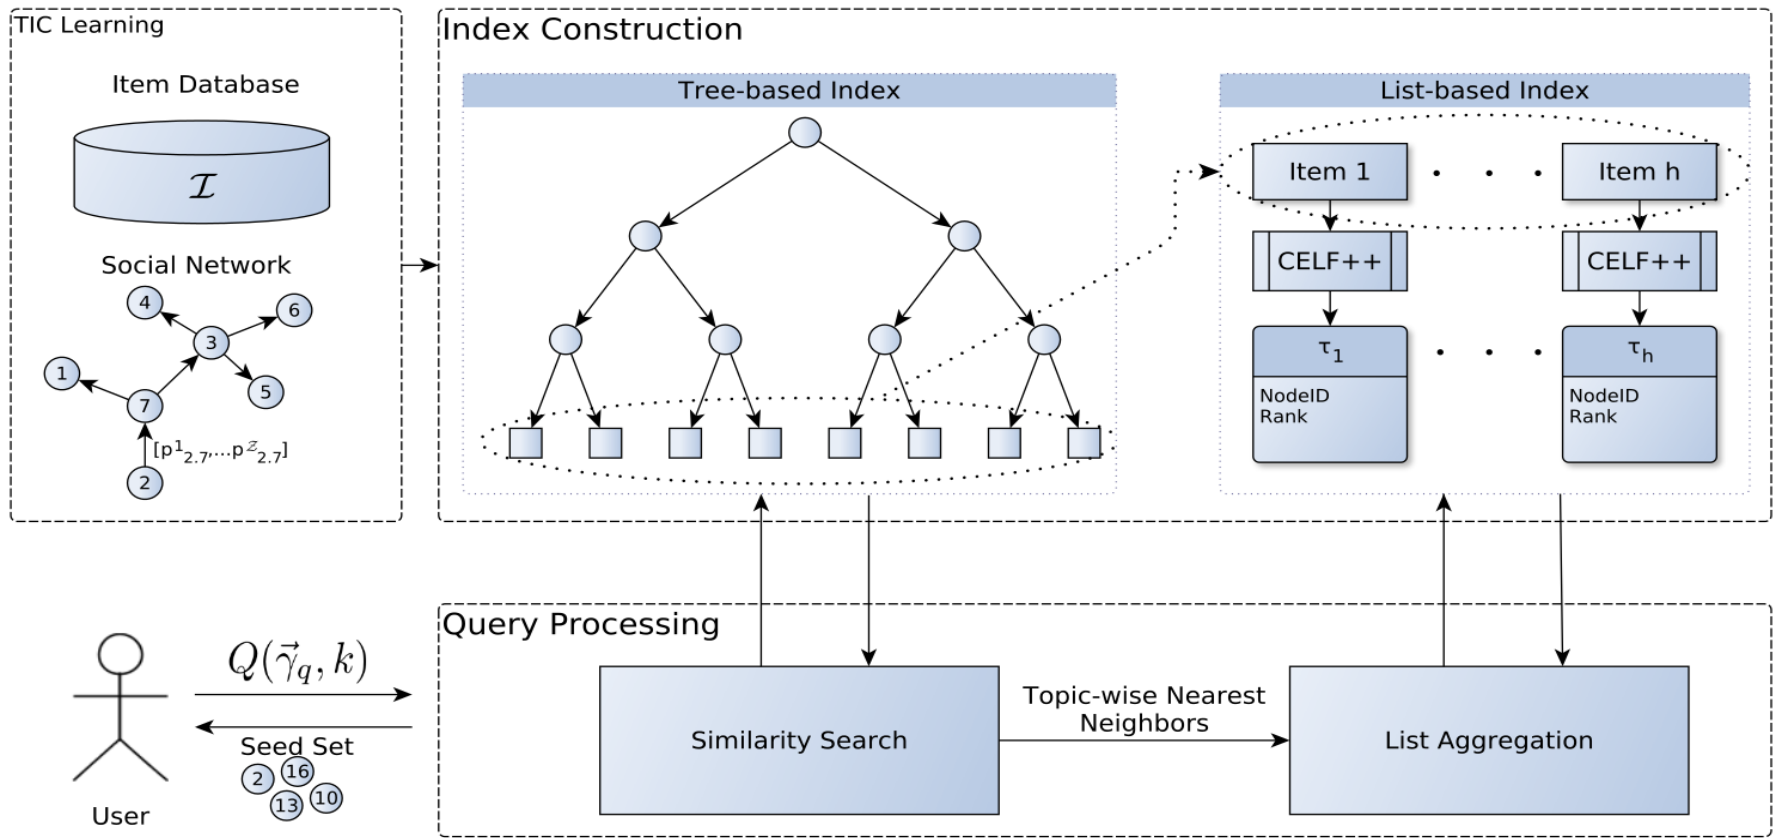 TIC Learning
Item Database
ℐ
Social Network
4
6
3
1
5
7
[p¹₂.₇,...p^𝒵₂.₇]
2
Index Construction
Tree-based Index
List-based Index
Item 1 . . . Item h
CELF++ CELF++
τ₁ . . . τₕ
NodeID NodeID
Rank Rank
Q(γ⃗_q, k)
Seed Set
2
16
13
10
User
Query Processing
Similarity Search
Topic-wise Nearest
Neighbors
List Aggregation